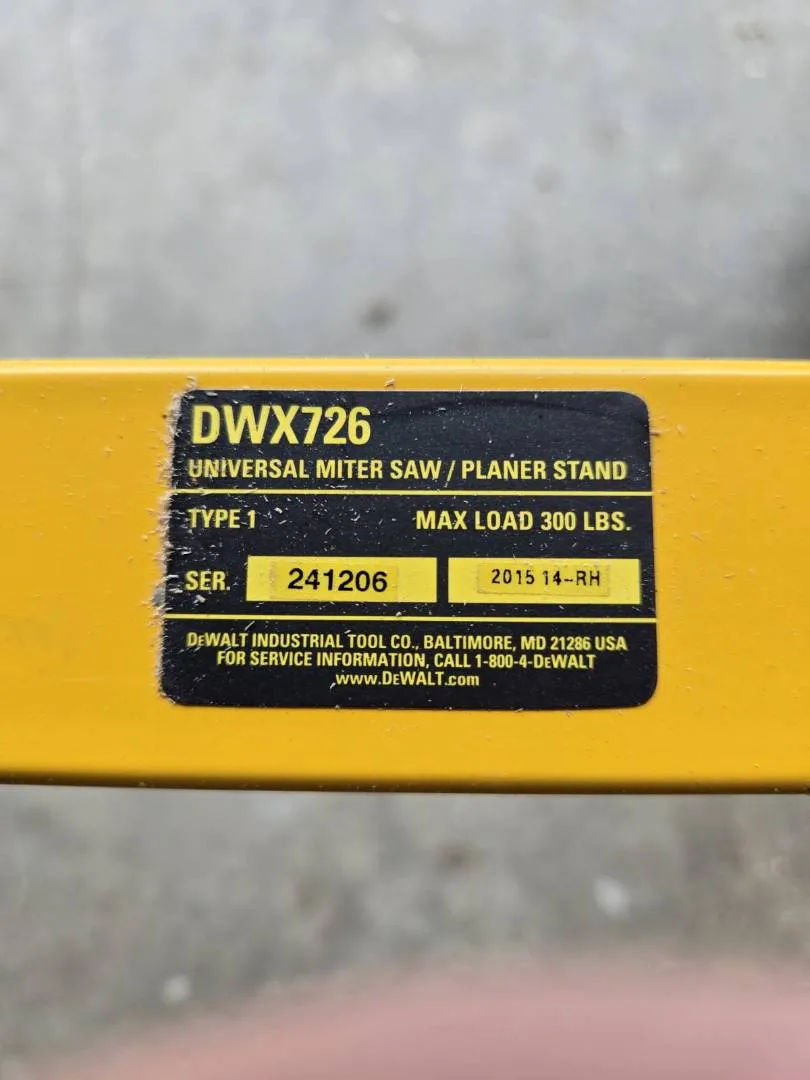 DWX726
UNIVERSAL MITER SAW / PLANER STAND
TYPE 1 MAX LOAD 300 LBS.
SER. 241206 2015 14-RH
DEWALT INDUSTRIAL TOOL CO., BALTIMORE, MD 21286 USA
FOR SERVICE INFORMATION, CALL 1-800-4-DEWALT
www.DEWALT.com